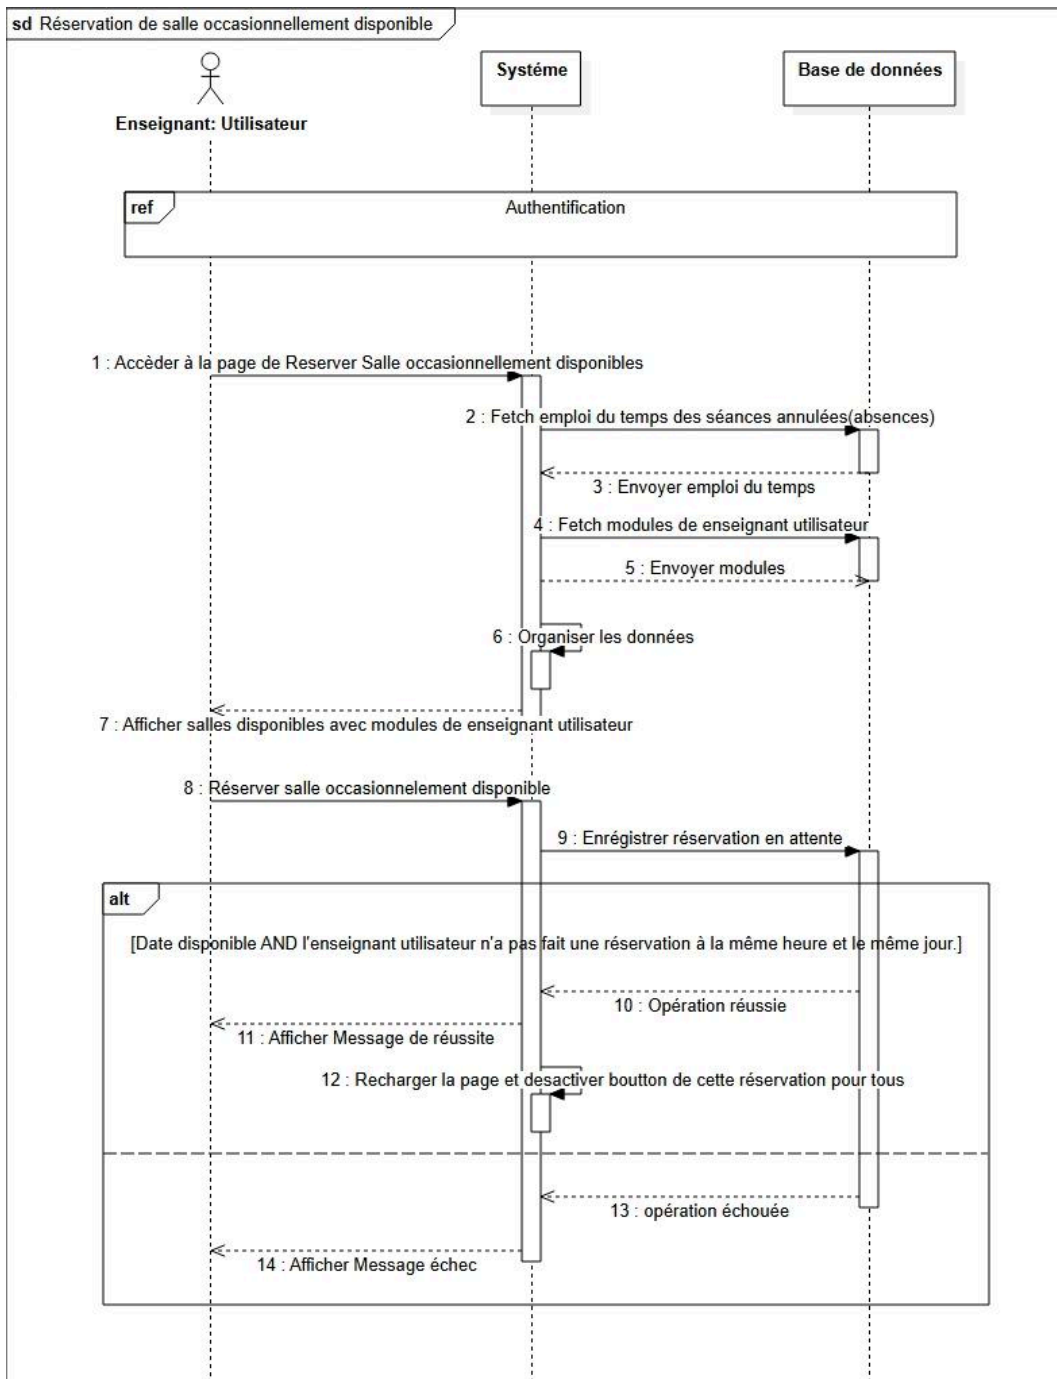 sd Réservation de salle occasionnellement disponible
Systéme
Base de données
Enseignant: Utilisateur
ref
Authentification
1 : Accèder à la page de Reserver Salle occasionnellement disponibles
2 : Fetch emploi du temps des séances annulées(absences)
3 : Envoyer emploi du temps
4 : Fetch modules de enseignant utilisateur
5 : Envoyer modules
6 : Organiser les données
7 : Afficher salles disponibles avec modules de enseignant utilisateur
8 : Réserver salle occasionnelement disponible
9 : Enrégistrer réservation en attente
alt
[Date disponible AND l'enseignant utilisateur n'a pas fait une réservation à la même heure et le même jour.]
10 : Opération réussie
11 : Afficher Message de réussite
12 : Recharger la page et desactiver boutton de cette réservation pour tous
13 : opération échouée
14 : Afficher Message échec